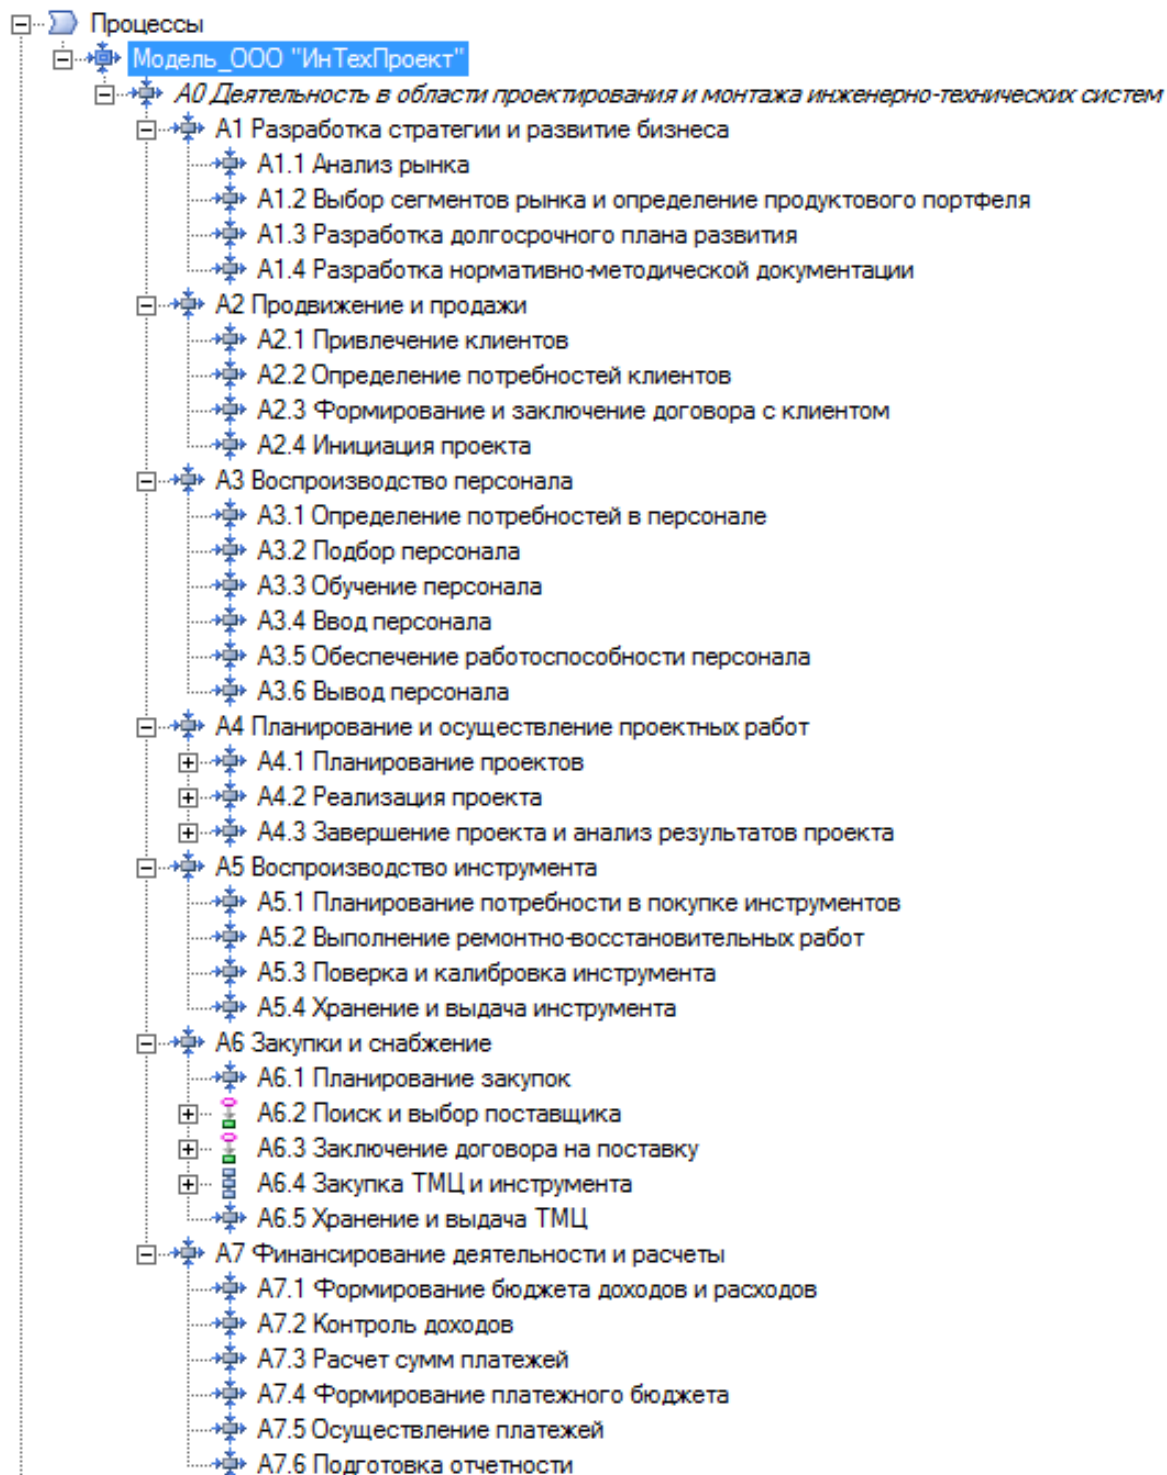 Процессы
Модель_ООО "ИнТехПроект"
А0 Деятельность в области проектирования и монтажа инженерно-технических систем
А1 Разработка стратегии и развитие бизнеса
А1.1 Анализ рынка
А1.2 Выбор сегментов рынка и определение продуктового портфеля
А1.3 Разработка долгосрочного плана развития
А1.4 Разработка нормативно-методической документации
А2 Продвижение и продажи
А2.1 Привлечение клиентов
А2.2 Определение потребностей клиентов
А2.3 Формирование и заключение договора с клиентом
А2.4 Инициация проекта
А3 Воспроизводство персонала
А3.1 Определение потребностей в персонале
А3.2 Подбор персонала
А3.3 Обучение персонала
А3.4 Ввод персонала
А3.5 Обеспечение работоспособности персонала
А3.6 Вывод персонала
А4 Планирование и осуществление проектных работ
А4.1 Планирование проектов
А4.2 Реализация проекта
А4.3 Завершение проекта и анализ результатов проекта
А5 Воспроизводство инструмента
А5.1 Планирование потребности в покупке инструментов
А5.2 Выполнение ремонтно-восстановительных работ
А5.3 Поверка и калибровка инструмента
А5.4 Хранение и выдача инструмента
А6 Закупки и снабжение
А6.1 Планирование закупок
А6.2 Поиск и выбор поставщика
А6.3 Заключение договора на поставку
А6.4 Закупка ТМЦ и инструмента
А6.5 Хранение и выдача ТМЦ
А7 Финансирование деятельности и расчеты
А7.1 Формирование бюджета доходов и расходов
А7.2 Контроль доходов
А7.3 Расчет сумм платежей
А7.4 Формирование платежного бюджета
А7.5 Осуществление платежей
А7.6 Подготовка отчетности